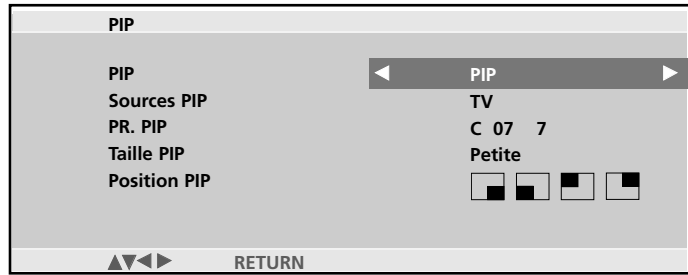 PIP
PIP ◀ PIP ▶
Sources PIP TV
PR. PIP C 07 7
Taille PIP Petite
Position PIP
▲▼◀▶ RETURN